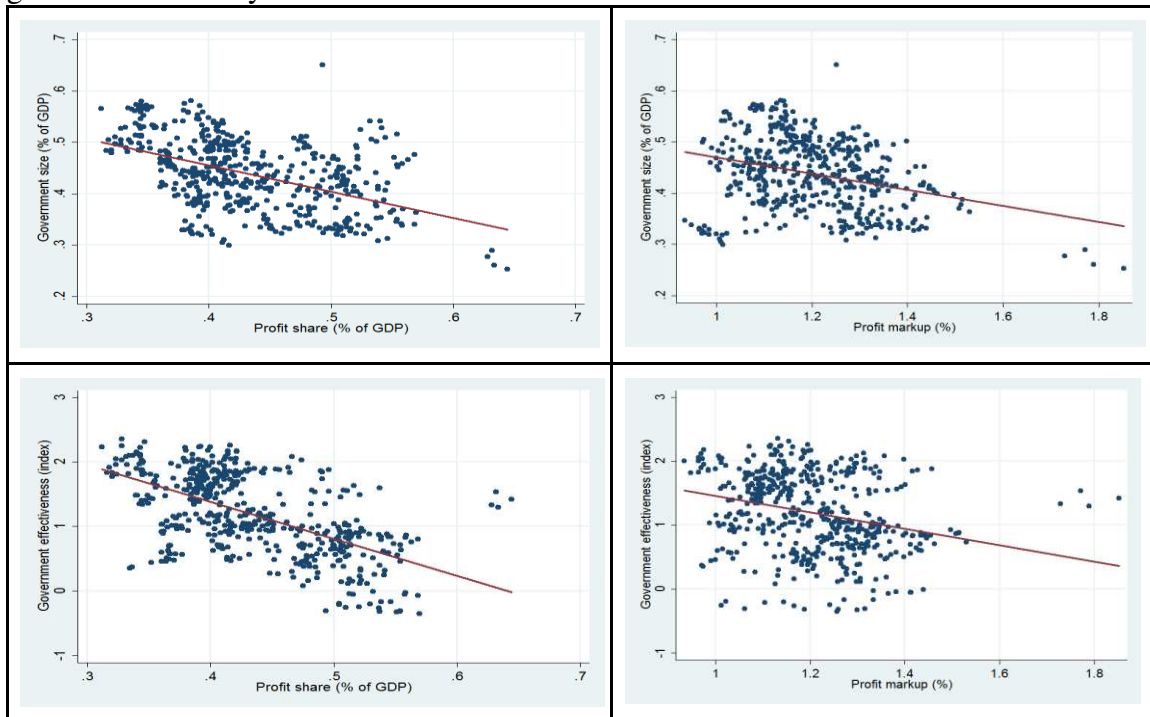 .7
.6
.5
.4
.3
.2
Government size (% of GDP)
.3 .4 .5 .6 .7
Profit share (% of GDP)
.7
.6
.5
.4
.3
.2
Government size (% of GDP)
1 1.2 1.4 1.6 1.8
Profit markup (%)
3
2
1
0
-1
Government effectiveness (index)
.3 .4 .5 .6 .7
Profit share (% of GDP)
3
2
1
0
-1
Government effectiveness (index)
1 1.2 1.4 1.6 1.8
Profit markup (%)